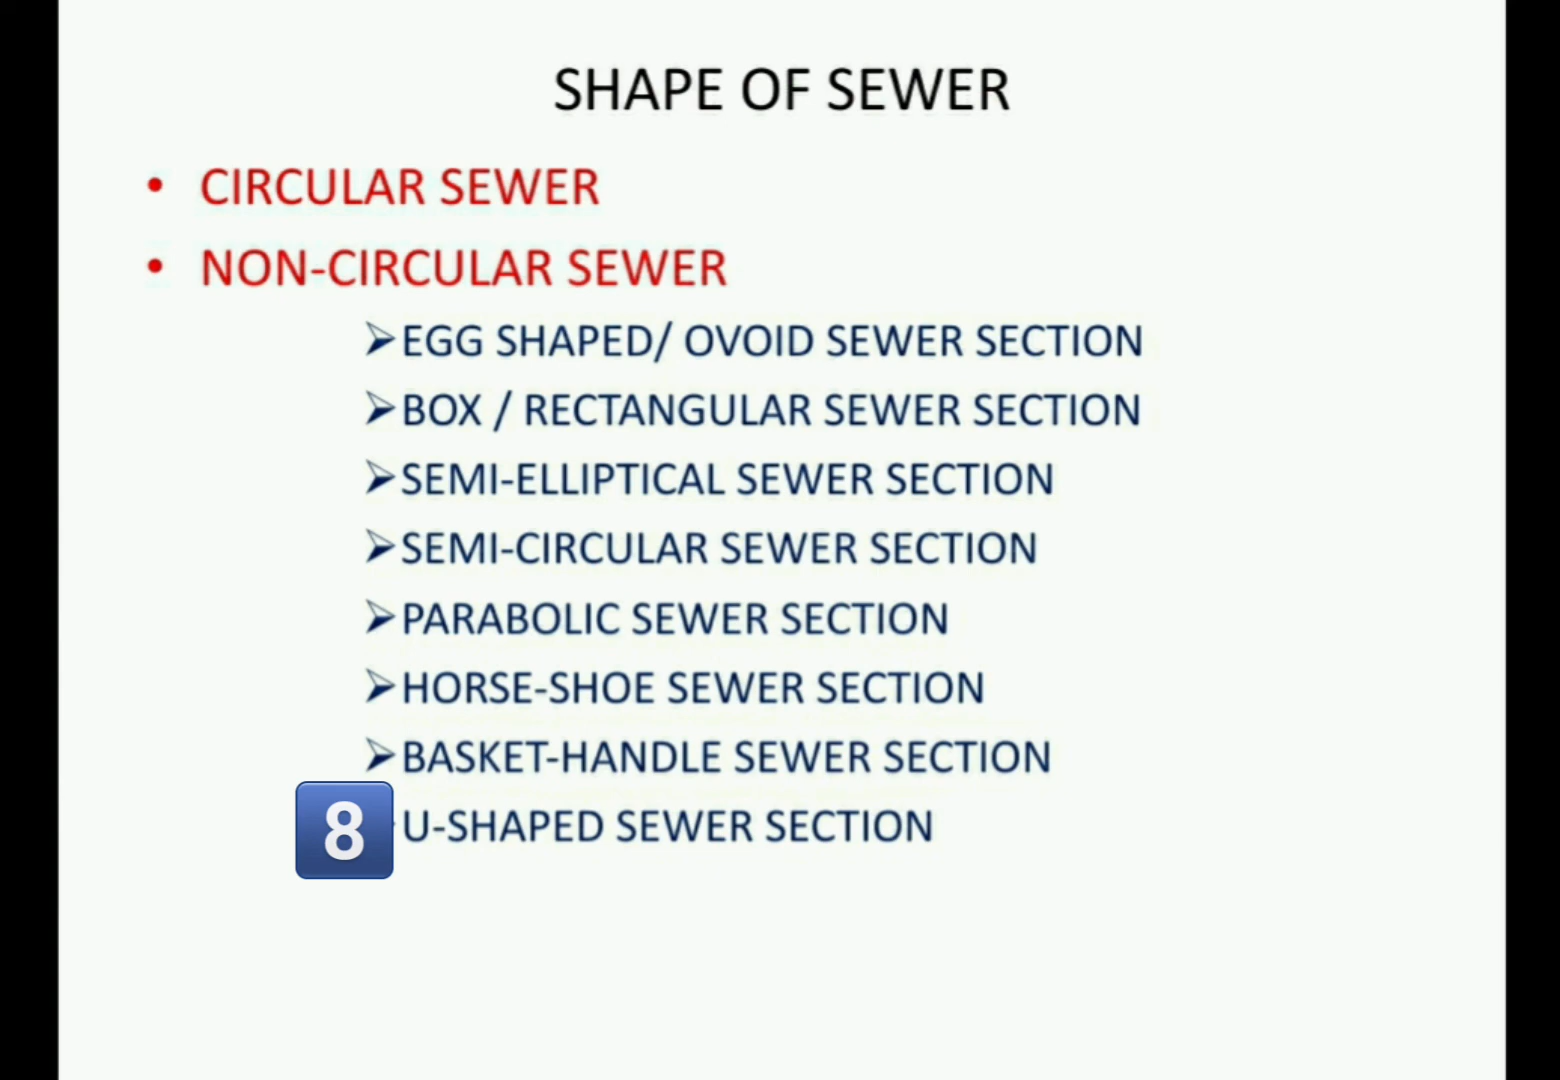 SHAPE OF SEWER
• CIRCULAR SEWER
• NON-CIRCULAR SEWER
➢EGG SHAPED/ OVOID SEWER SECTION
➢BOX / RECTANGULAR SEWER SECTION
➢SEMI-ELLIPTICAL SEWER SECTION
➢SEMI-CIRCULAR SEWER SECTION
➢PARABOLIC SEWER SECTION
➢HORSE-SHOE SEWER SECTION
➢BASKET-HANDLE SEWER SECTION
8 U-SHAPED SEWER SECTION